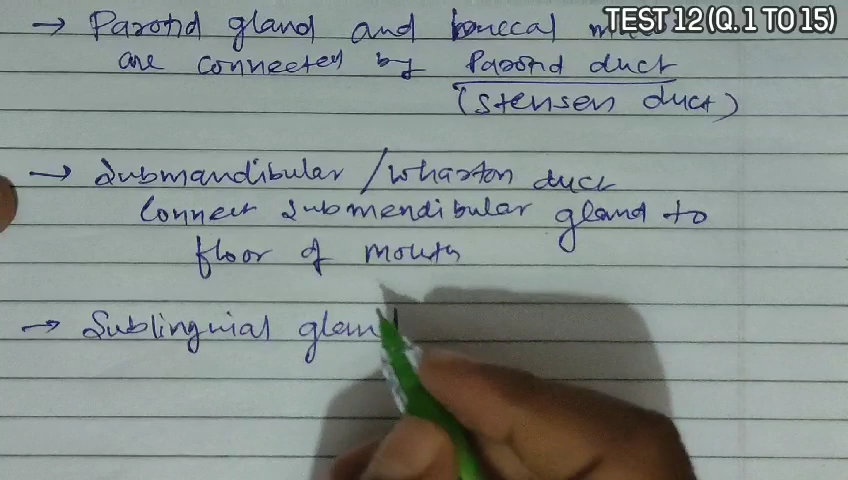 TEST 12 (Q. 1 TO 15)
→ Parotid gland and buccal
are connected by Parotid duct
(Stensen duct)
→ Submandibular / Wharton duct
Connect Submendibular gland to
floor of mouth
→ Sublingual gland